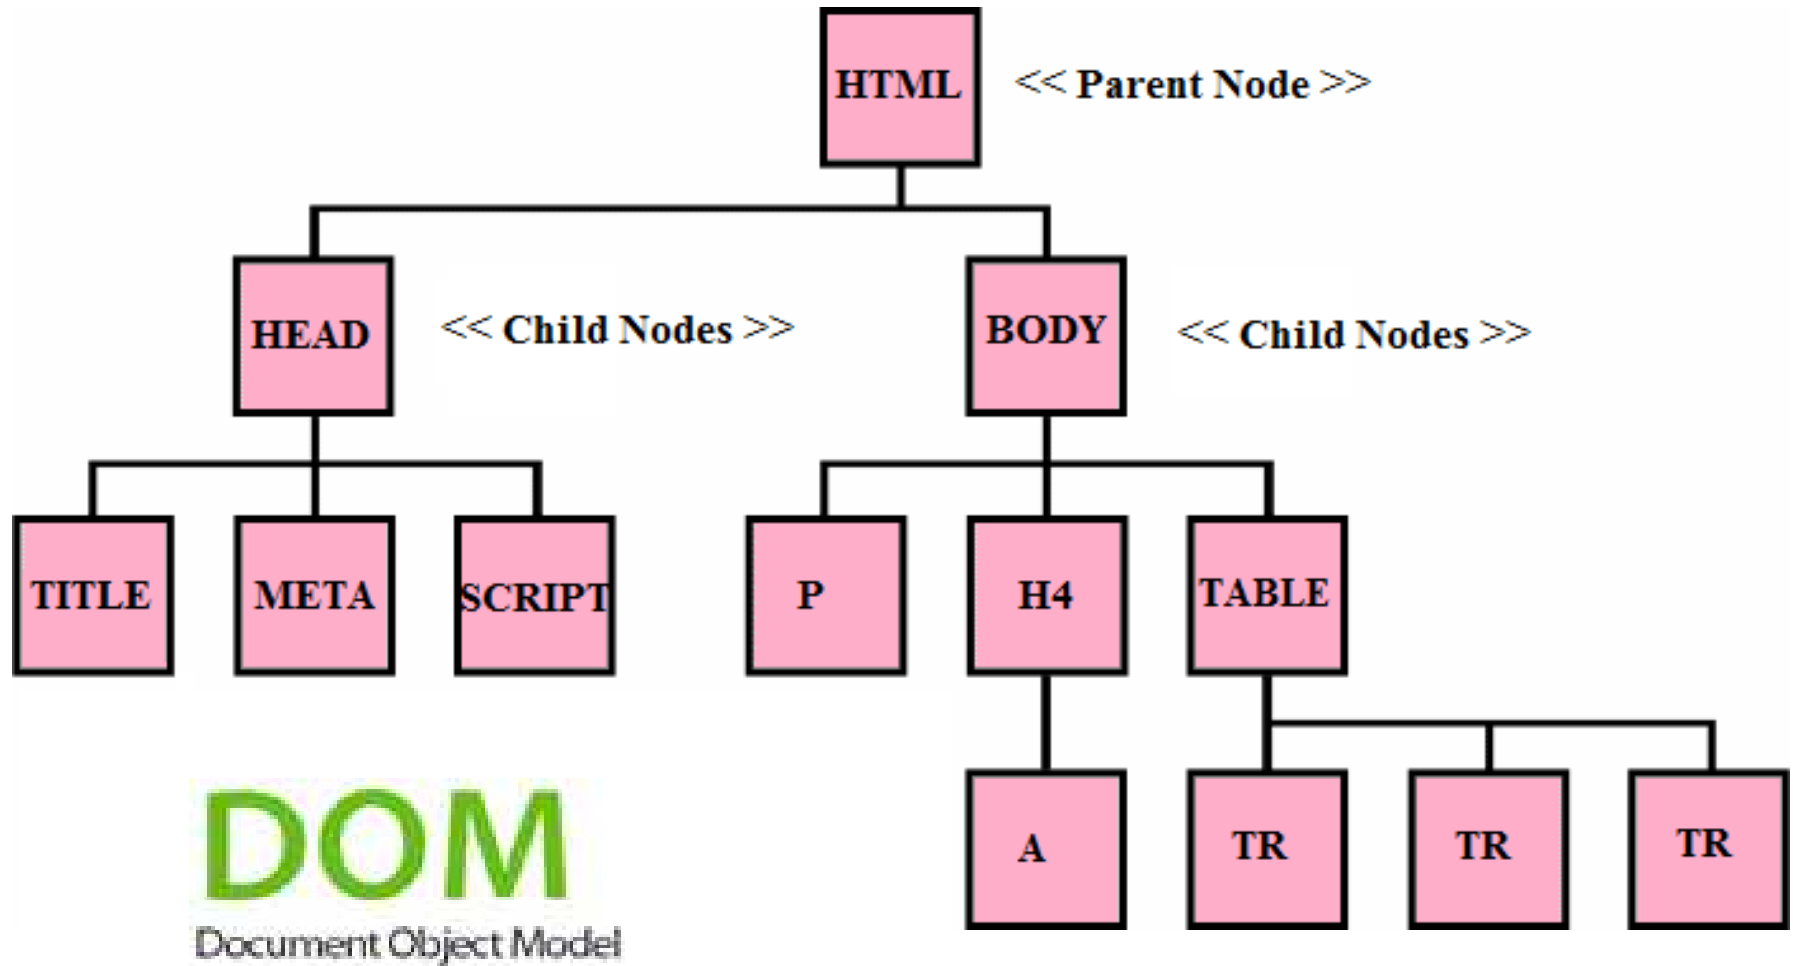 HTML << Parent Node >>
HEAD << Child Nodes >> BODY << Child Nodes >>
TITLE META SCRIPT P H4 TABLE
A TR TR TR
DOM
Document Object Model